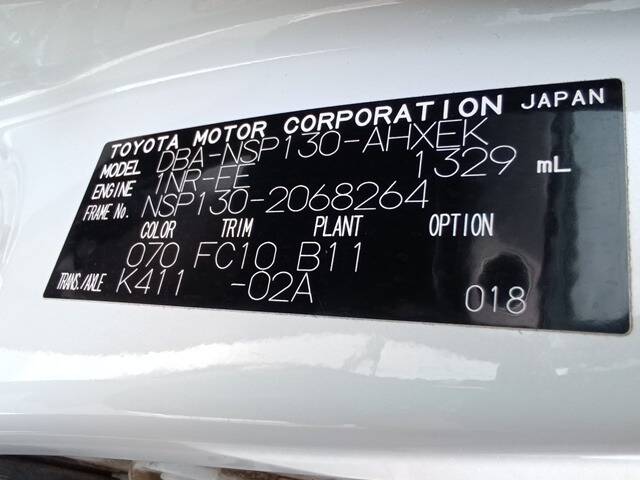 TOYOTA MOTOR CORPORATION JAPAN
MODEL DBA-NSP130-AHXEK
ENGINE 1NR-EE 1329 mL
FRAME No. NSP130-2068264
COLOR TRIM PLANT OPTION
070 FC10 B11
TRANS./AXLE K411 -02A 018